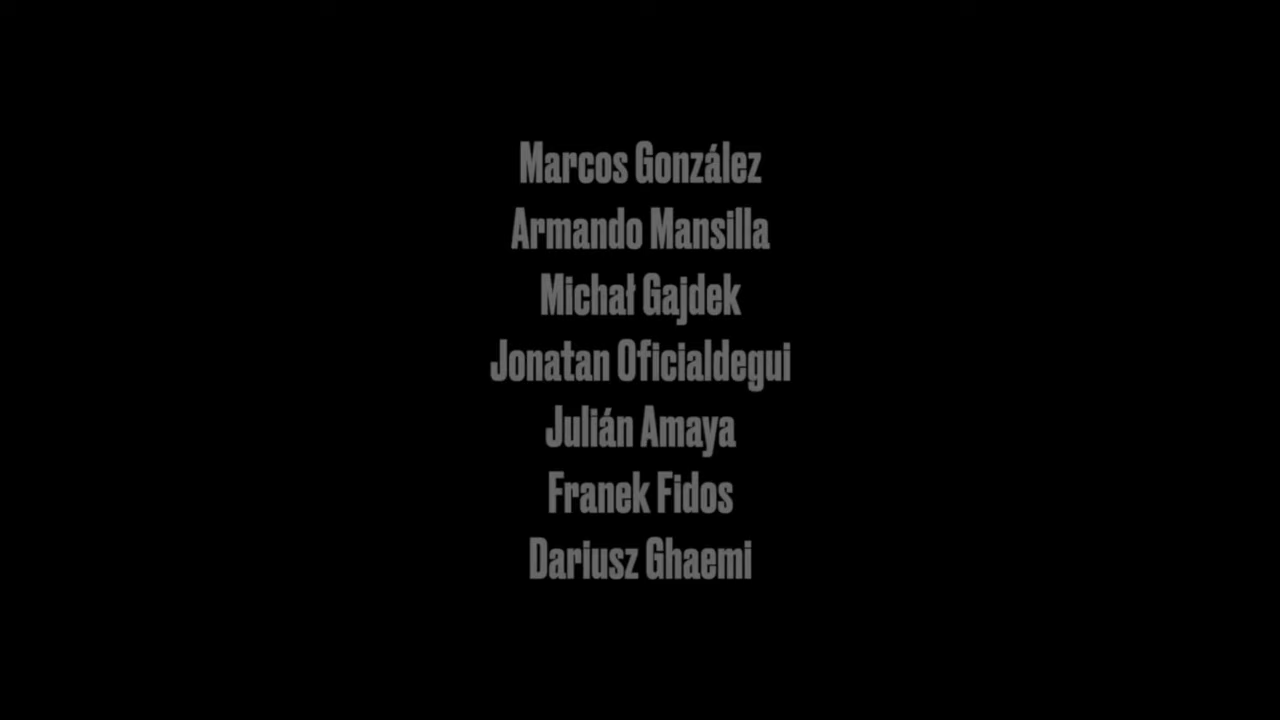 Marcos González
Armando Mansilla
Michał Gajdek
Jonatan Oficialdegui
Julián Amaya
Franek Fidos
Dariusz Ghaemi